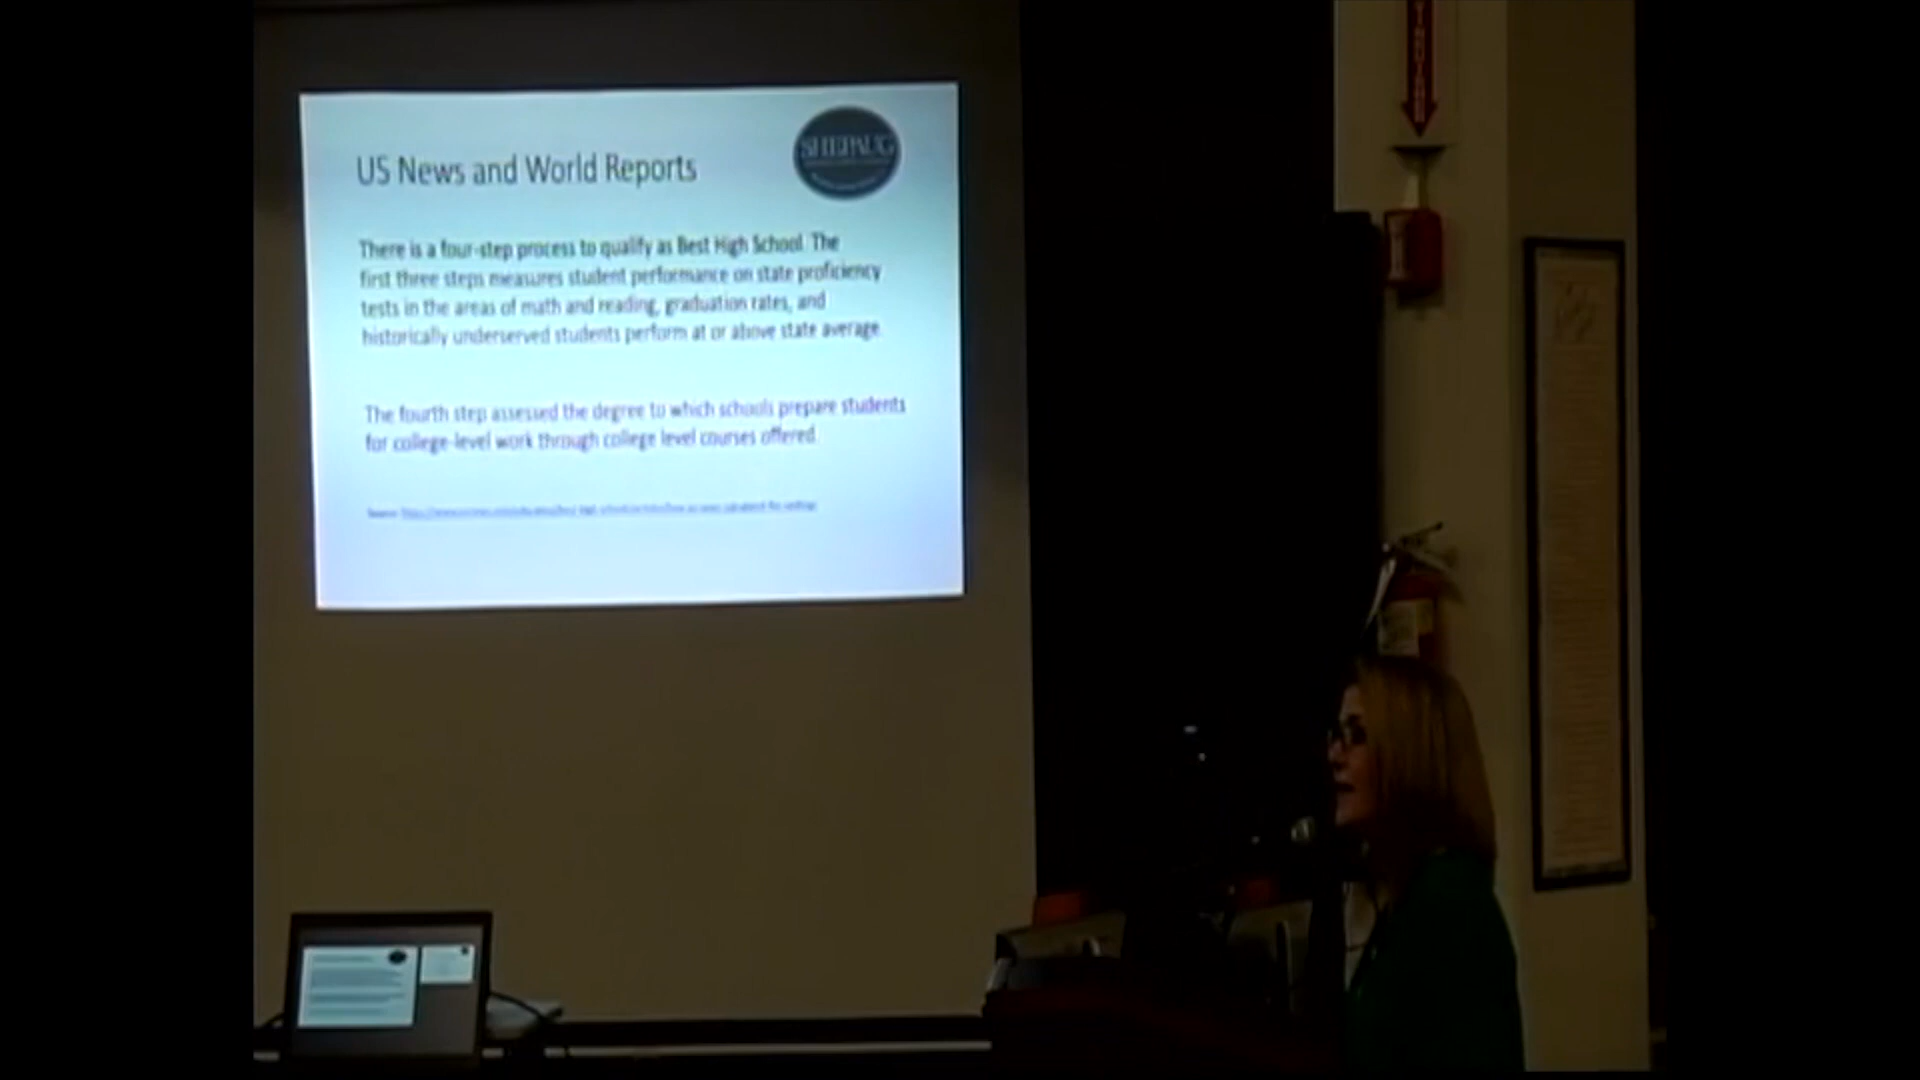 US News and World Reports
SHEPAUG
There is a four-step process to qualify as Best High School. The
first three steps measures student performance on state proficiency
tests in the areas of math and reading, graduation rates, and
historically underserved students perform at or above state average.
The fourth step assessed the degree to which schools prepare students
for college-level work through college level courses offered.